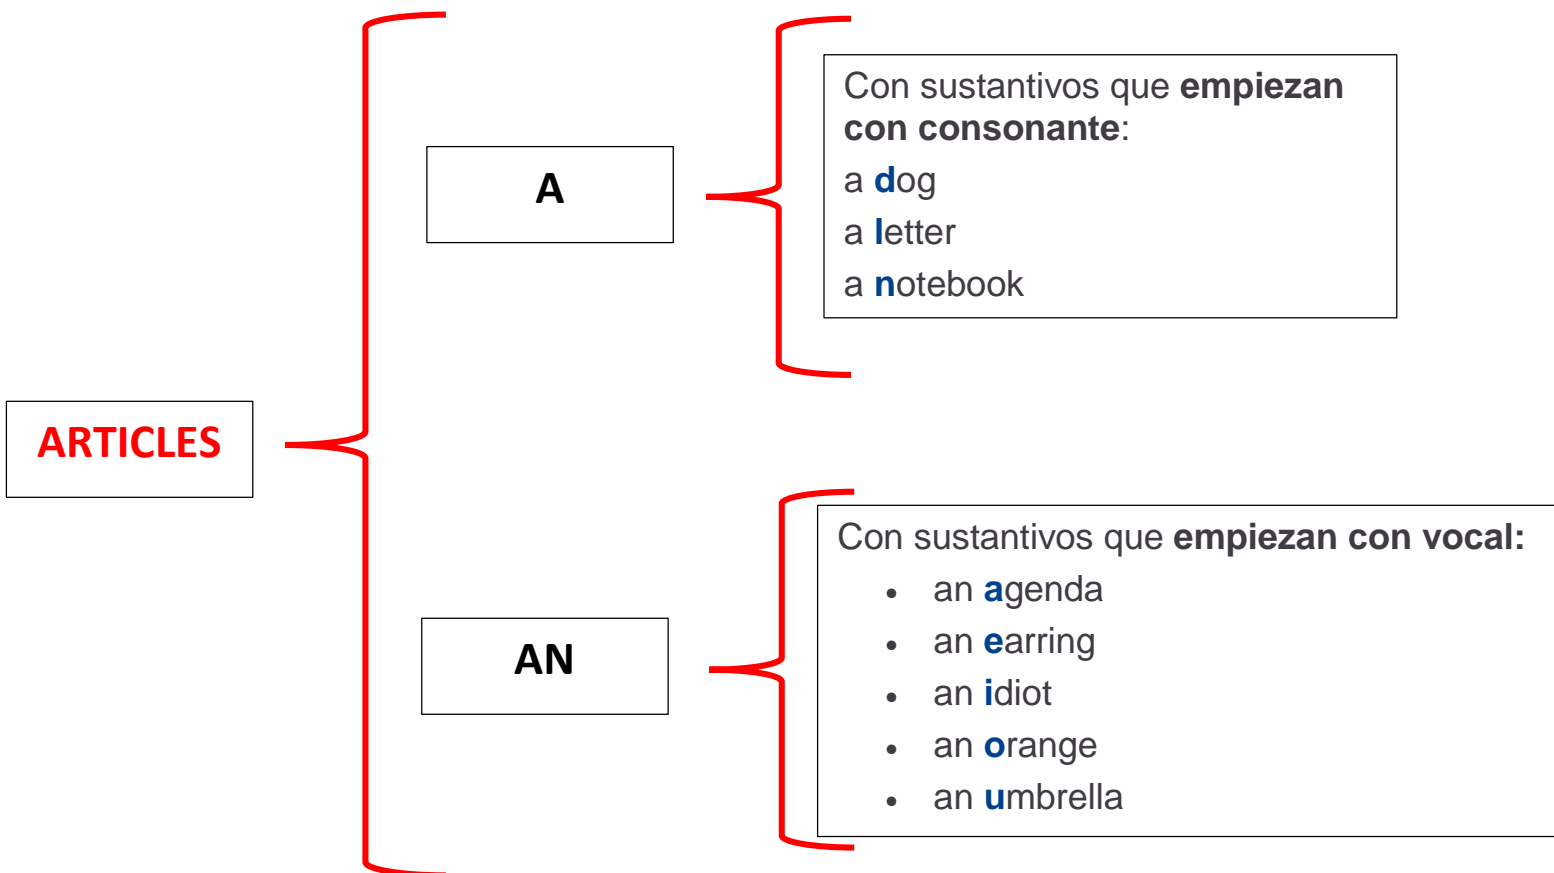 ARTICLES
A
Con sustantivos que empiezan
con consonante:
a dog
a letter
a notebook
AN
Con sustantivos que empiezan con vocal:
• an agenda
• an earring
• an idiot
• an orange
• an umbrella